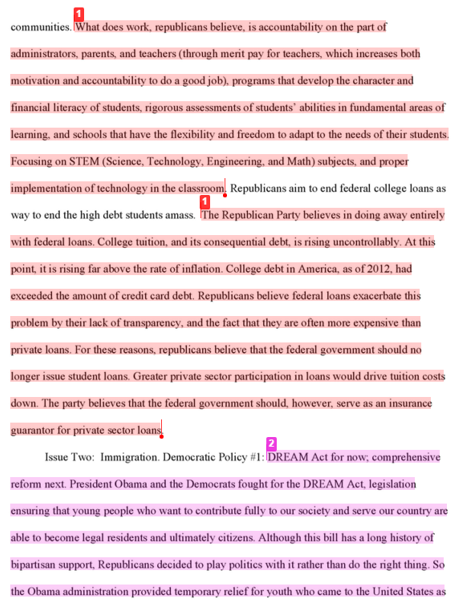 communities. 1 What does work, republicans believe, is accountability on the part of
administrators, parents, and teachers (through merit pay for teachers, which increases both
motivation and accountability to do a good job), programs that develop the character and
financial literacy of students, rigorous assessments of students' abilities in fundamental areas of
learning, and schools that have the flexibility and freedom to adapt to the needs of their students.
Focusing on STEM (Science, Technology, Engineering, and Math) subjects, and proper
implementation of technology in the classroom. Republicans aim to end federal college loans as
way to end the high debt students amass. 1 The Republican Party believes in doing away entirely
with federal loans. College tuition, and its consequential debt, is rising uncontrollably. At this
point, it is rising far above the rate of inflation. College debt in America, as of 2012, had
exceeded the amount of credit card debt. Republicans believe federal loans exacerbate this
problem by their lack of transparency, and the fact that they are often more expensive than
private loans. For these reasons, republicans believe that the federal government should no
longer issue student loans. Greater private sector participation in loans would drive tuition costs
down. The party believes that the federal government should, however, serve as an insurance
guarantor for private sector loans.
Issue Two: Immigration. Democratic Policy #1: 2 DREAM Act for now; comprehensive
reform next. President Obama and the Democrats fought for the DREAM Act, legislation
ensuring that young people who want to contribute fully to our society and serve our country are
able to become legal residents and ultimately citizens. Although this bill has a long history of
bipartisan support, Republicans decided to play politics with it rather than do the right thing. So
the Obama administration provided temporary relief for youth who came to the United States as